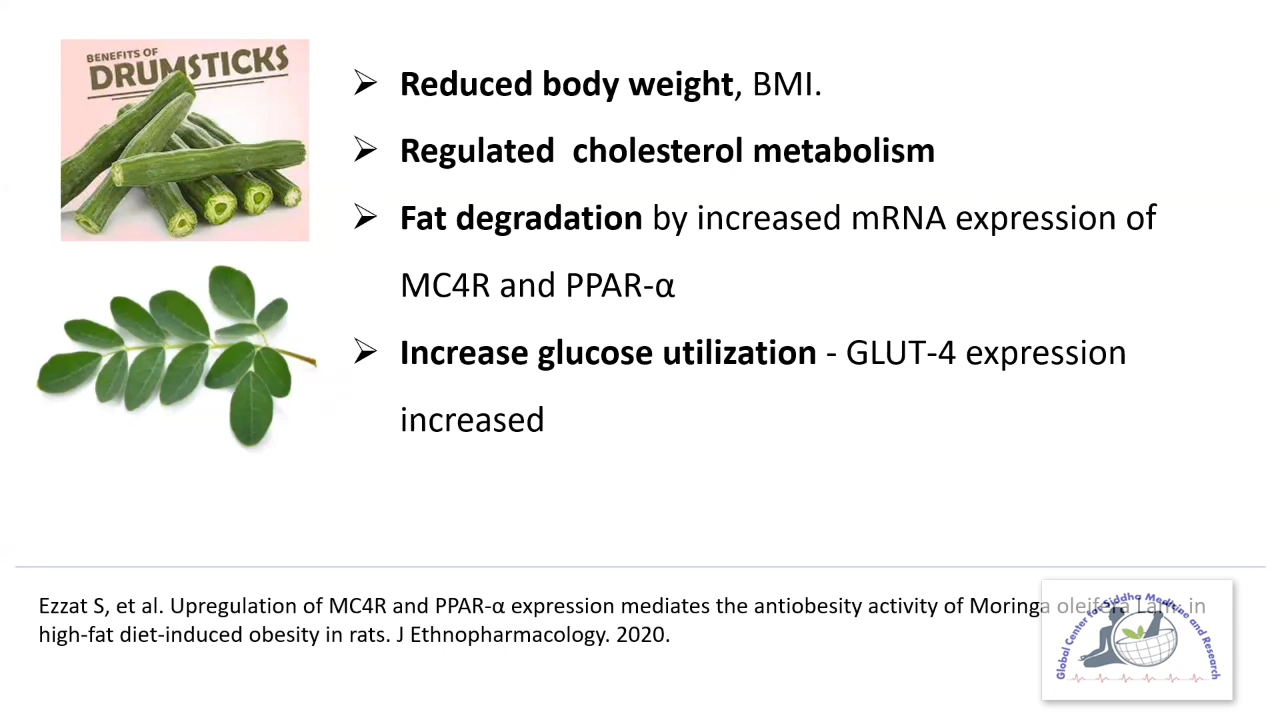 BENEFITS OF
DRUMSTICKS
➢ Reduced body weight, BMI.
➢ Regulated cholesterol metabolism
➢ Fat degradation by increased mRNA expression of
MC4R and PPAR-α
➢ Increase glucose utilization - GLUT-4 expression
increased
Ezzat S, et al. Upregulation of MC4R and PPAR-α expression mediates the antiobesity activity of Moringa oleifera Lam. in
high-fat diet-induced obesity in rats. J Ethnopharmacology. 2020.
Global Center for Siddha Medicine and Research